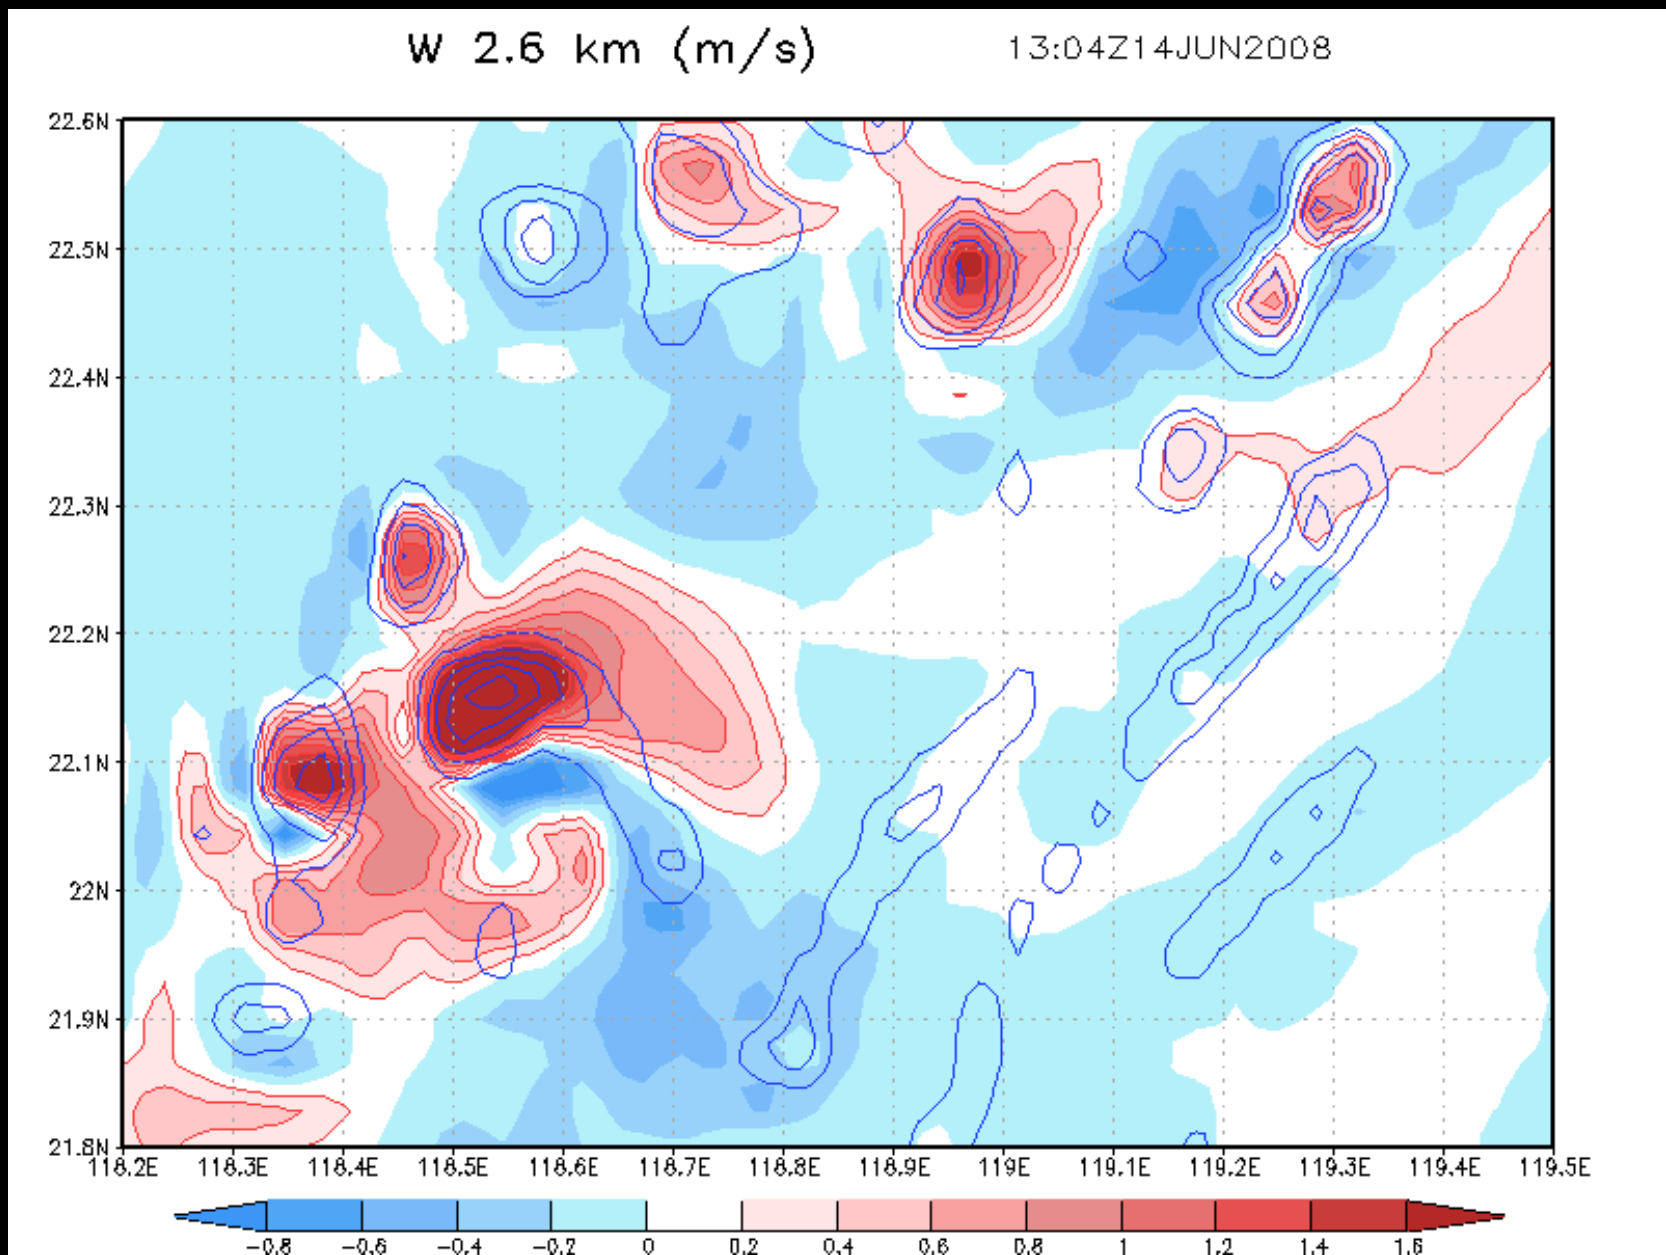 W 2.6 km (m/s) 13:04Z14JUN2008
22.6N
22.5N
22.4N
22.3N
22.2N
22.1N
22N
21.9N
21.8N
118.2E 118.3E 118.4E 118.5E 118.6E 118.7E 118.8E 118.9E 119E 119.1E 119.2E 119.3E 119.4E 119.5E
-0.8 -0.6 -0.4 -0.2 0 0.2 0.4 0.6 0.8 1 1.2 1.4 1.6